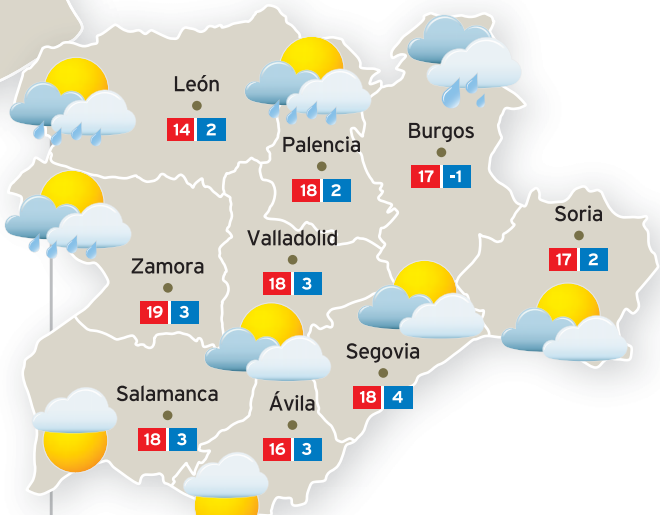 León
14 2
Palencia
18 2
Burgos
17 -1
Soria
17 2
Valladolid
18 3
Zamora
19 3
Segovia
18 4
Salamanca
18 3
Ávila
16 3